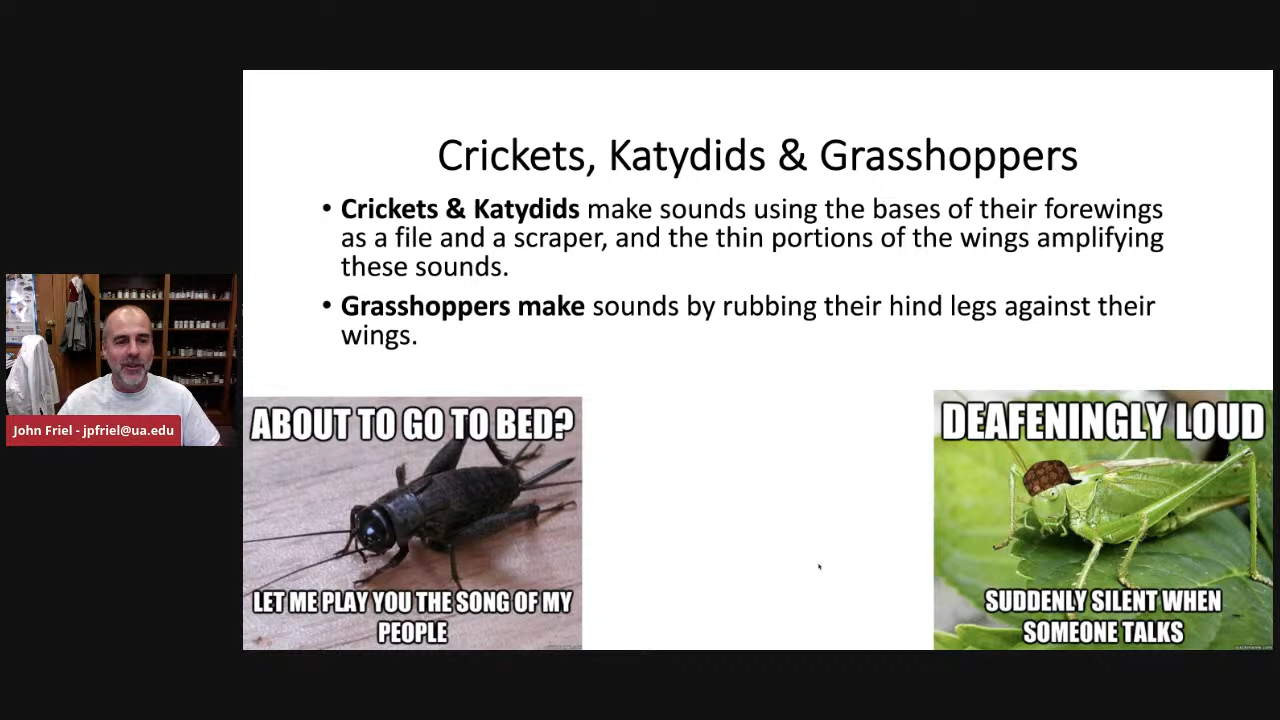 Crickets, Katydids & Grasshoppers
• Crickets & Katydids make sounds using the bases of their forewings
as a file and a scraper, and the thin portions of the wings amplifying
these sounds.
• Grasshoppers make sounds by rubbing their hind legs against their
wings.
John Friel - jpfriel@ua.edu
ABOUT TO GO TO BED?
LET ME PLAY YOU THE SONG OF MY
PEOPLE
DEAFENINGLY LOUD
SUDDENLY SILENT WHEN
SOMEONE TALKS